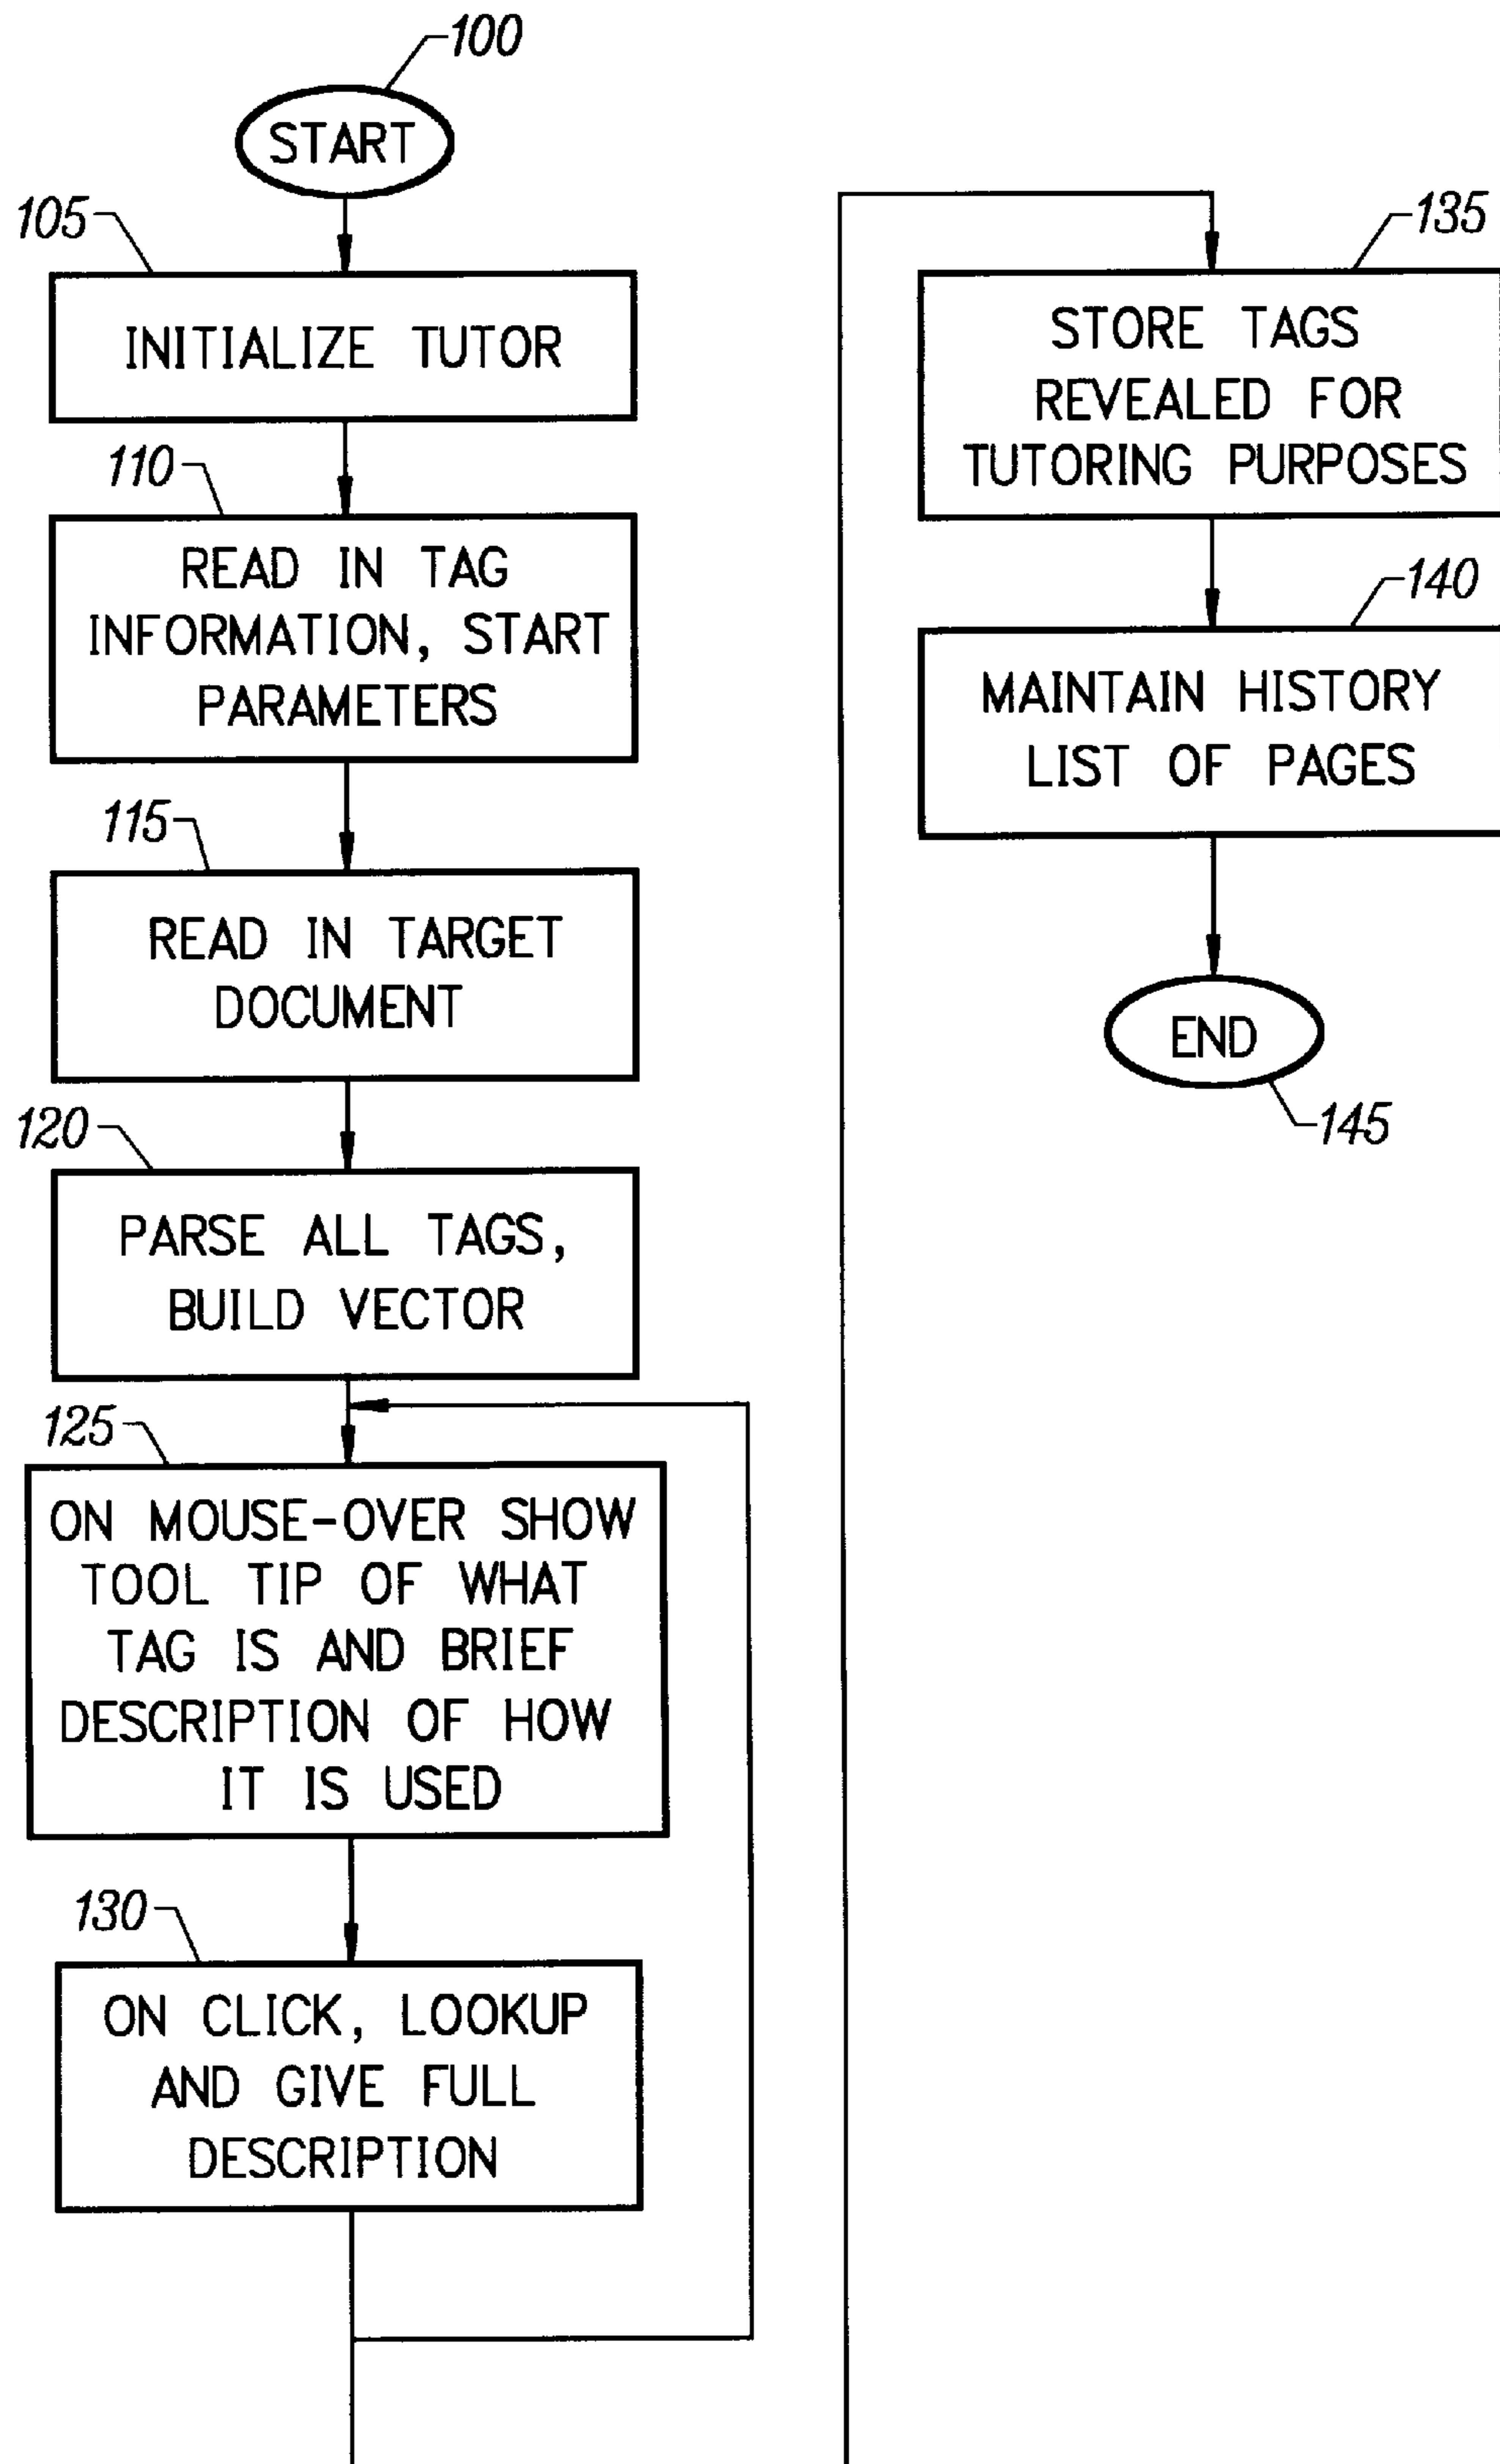 100
START
105
INITIALIZE TUTOR
110
READ IN TAG
INFORMATION, START
PARAMETERS
115
READ IN TARGET
DOCUMENT
120
PARSE ALL TAGS,
BUILD VECTOR
125
ON MOUSE-OVER SHOW
TOOL TIP OF WHAT
TAG IS AND BRIEF
DESCRIPTION OF HOW
IT IS USED
130
ON CLICK, LOOKUP
AND GIVE FULL
DESCRIPTION
135
STORE TAGS
REVEALED FOR
TUTORING PURPOSES
140
MAINTAIN HISTORY
LIST OF PAGES
END
145